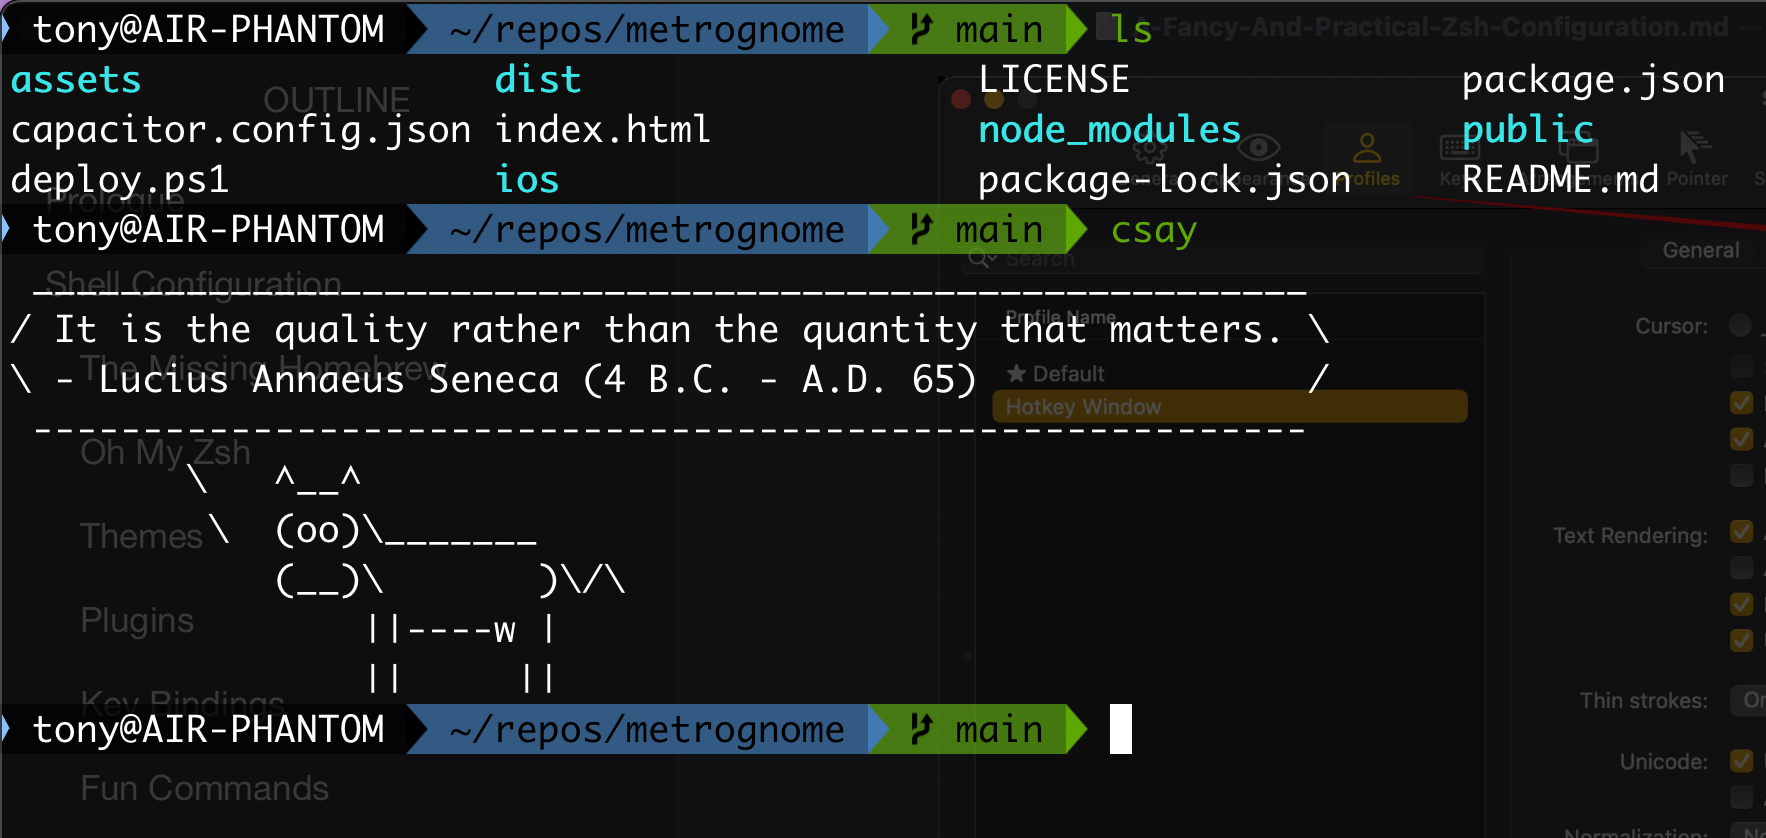 tony@AIR-PHANTOM ~/repos/metrognome main ls
-Fancy-And-Practical-Zsh-Configuration.md
assets dist LICENSE package.json
OUTLINE
capacitor.config.json index.html node_modules public
deploy.ps1 ios package-lock.json README.md
Prologue
Profiles Pointer
tony@AIR-PHANTOM ~/repos/metrognome main csay
General
Search
Shell Configuration
_________________________________________________________
/ It is the quality rather than the quantity that matters. \
Profile Name
Cursor:
The Missing Homebrew
\ - Lucius Annaeus Seneca (4 B.C. - A.D. 65)               /
★ Default
Hotkey Window
----------------------------------------------------------
Oh My Zsh
        \   ^__^
Themes
         \  (oo)\_______
Text Rendering:
            (__)\       )\/\
Plugins
                ||----w |
                ||     ||
Key Bindings
Thin strokes:
tony@AIR-PHANTOM ~/repos/metrognome main
Unicode:
Fun Commands
Normalization: